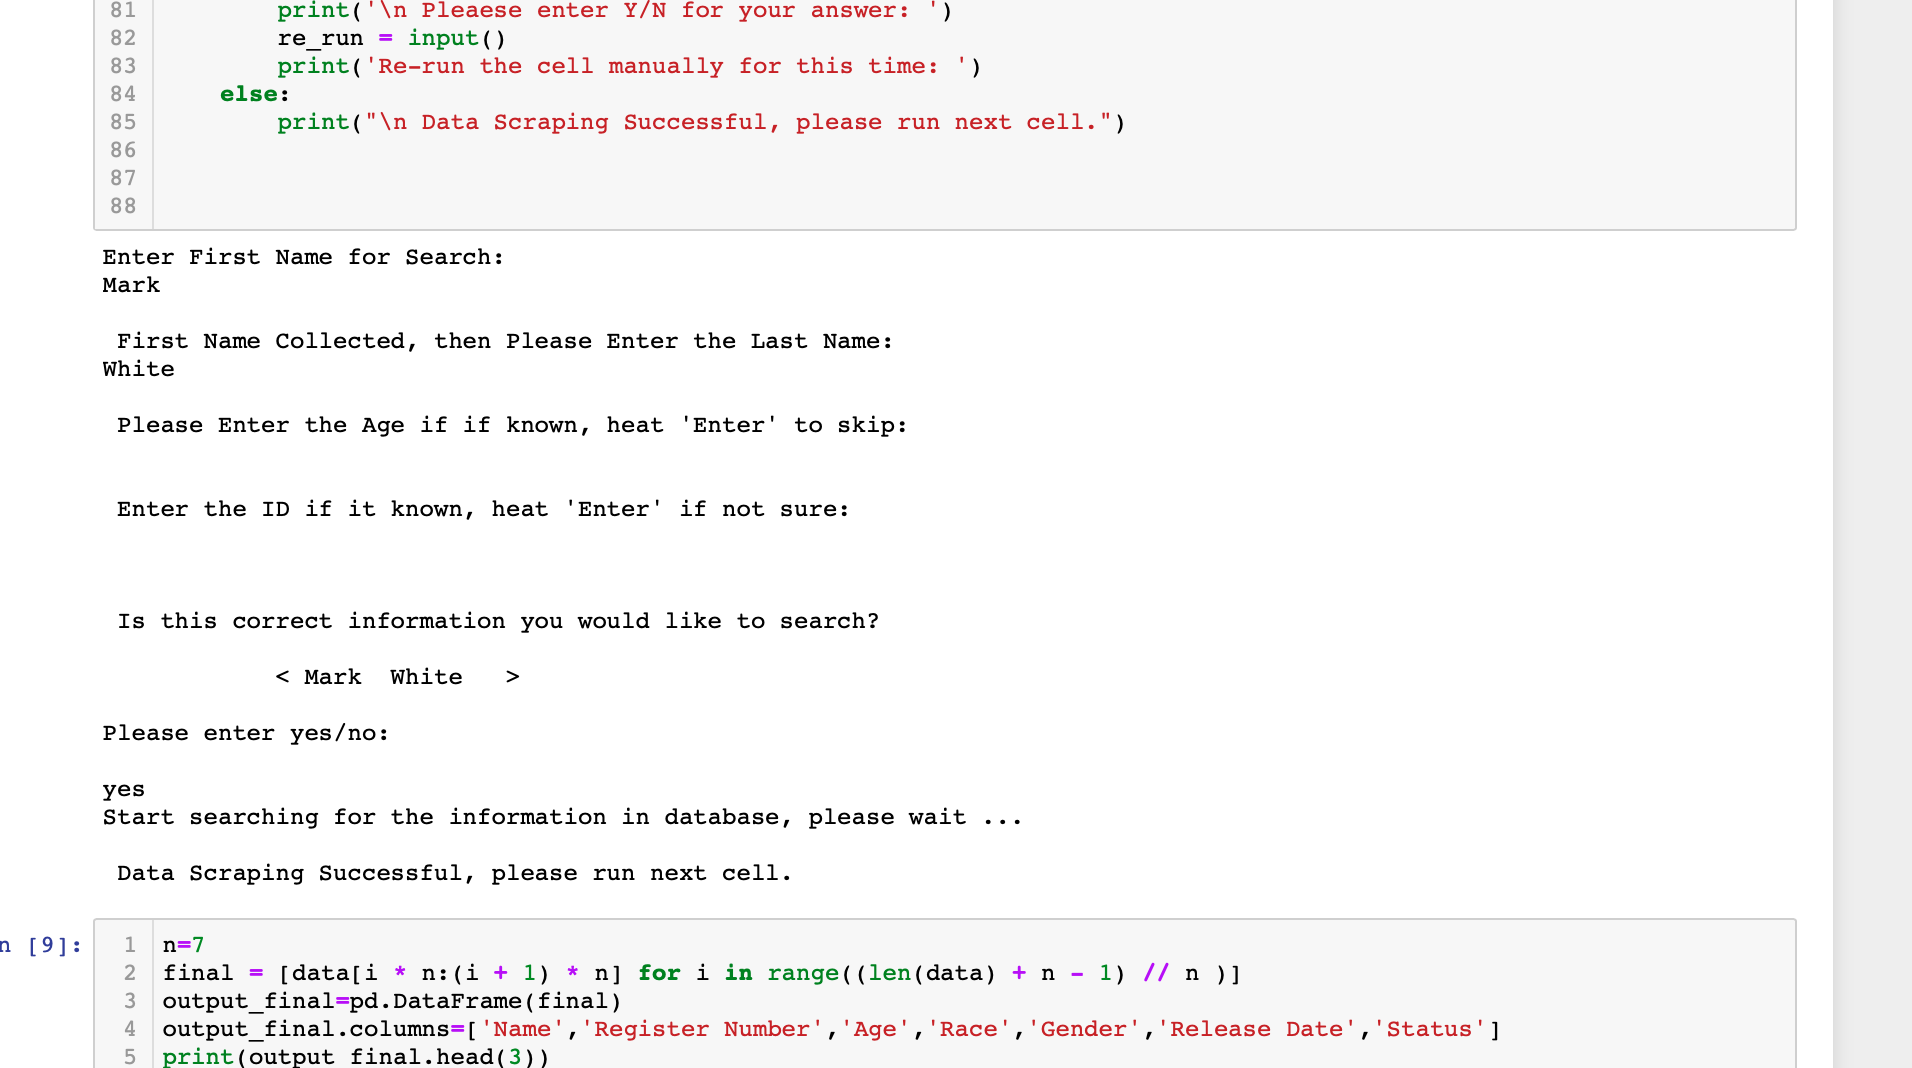 81 print('\n Pleaese enter Y/N for your answer: ')
82 re_run = input()
83 print('Re-run the cell manually for this time: ')
84 else:
85 print("\n Data Scraping Successful, please run next cell.")
86
87
88
Enter First Name for Search:
Mark
First Name Collected, then Please Enter the Last Name:
White
Please Enter the Age if if known, heat 'Enter' to skip:
Enter the ID if it known, heat 'Enter' if not sure:
Is this correct information you would like to search?
< Mark  White   >
Please enter yes/no:
yes
Start searching for the information in database, please wait ...
Data Scraping Successful, please run next cell.
n [9]: 1 n=7
2 final = [data[i * n:(i + 1) * n] for i in range((len(data) + n - 1) // n )]
3 output_final=pd.DataFrame(final)
4 output_final.columns=['Name','Register Number','Age','Race','Gender','Release Date','Status']
5 print(output_final.head(3))